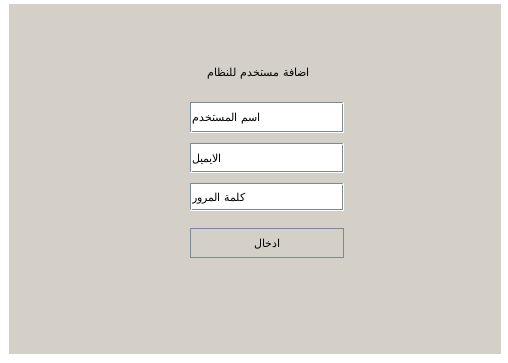 اضافة مستخدم للنظام
اسم المستخدم
الايميل
كلمة المرور
ادخال